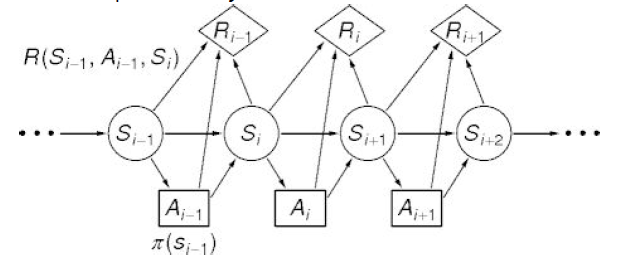 R_{i−1} R_i R_{i+1}
R(S_{i−1}, A_{i−1}, S_i)
S_{i−1} S_i S_{i+1} S_{i+2}
A_{i−1} A_i A_{i+1}
π(s_{i−1})